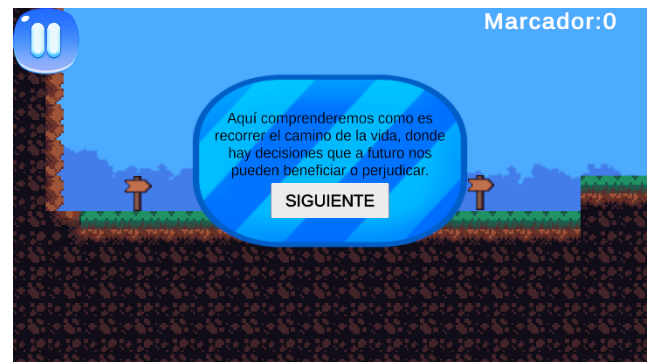 Marcador:0
Aquí comprenderemos como es
recorrer el camino de la vida, donde
hay decisiones que a futuro nos
pueden beneficiar o perjudicar.
SIGUIENTE